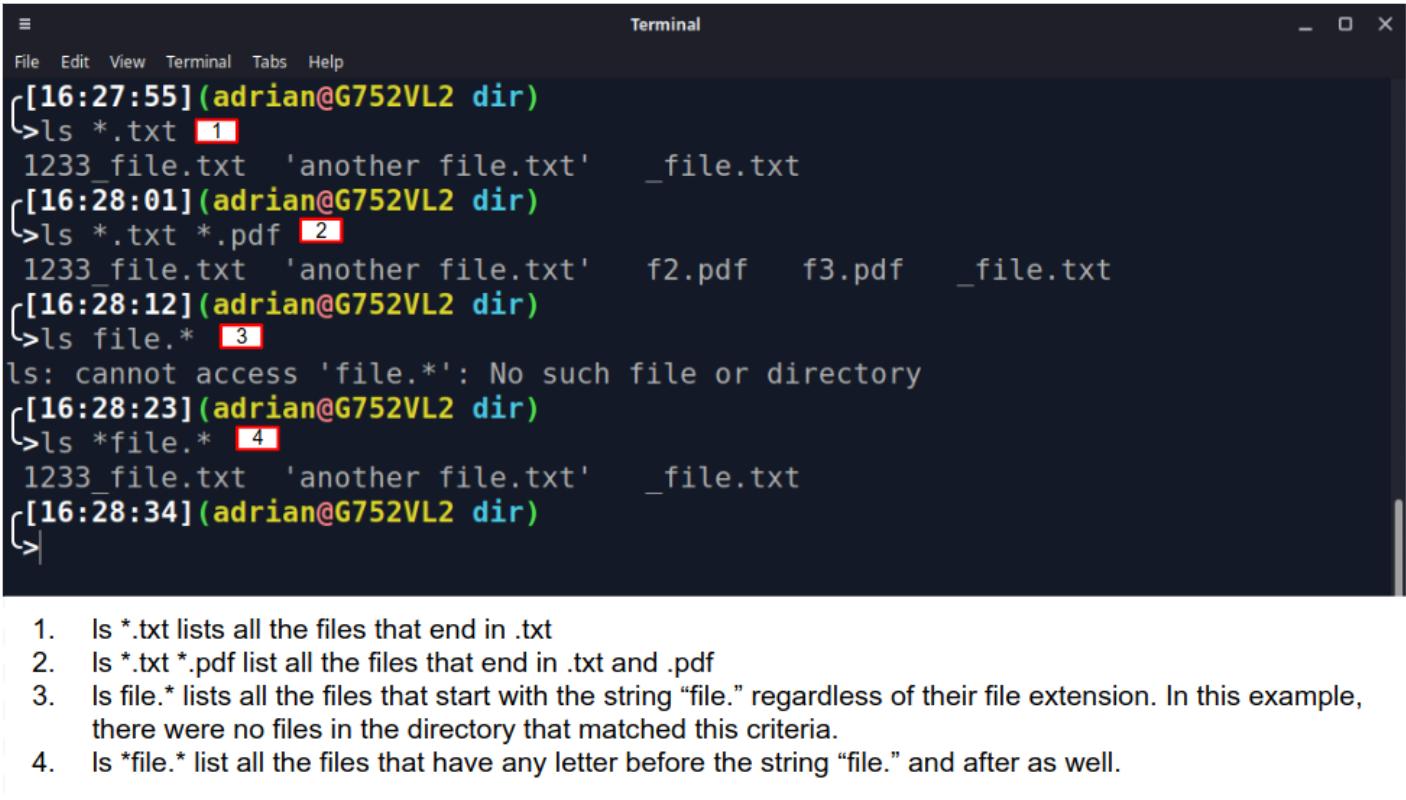 Terminal
File Edit View Terminal Tabs Help
[16:27:55](adrian@G752VL2 dir)
>ls *.txt 1
1233_file.txt 'another file.txt' _file.txt
[16:28:01](adrian@G752VL2 dir)
>ls *.txt *.pdf 2
1233_file.txt 'another file.txt' f2.pdf f3.pdf _file.txt
[16:28:12](adrian@G752VL2 dir)
>ls file.* 3
ls: cannot access 'file.*': No such file or directory
[16:28:23](adrian@G752VL2 dir)
>ls *file.* 4
1233_file.txt 'another file.txt' _file.txt
[16:28:34](adrian@G752VL2 dir)
>
1. ls *.txt lists all the files that end in .txt
2. ls *.txt *.pdf list all the files that end in .txt and .pdf
3. ls file.* lists all the files that start with the string “file.” regardless of their file extension. In this example,
there were no files in the directory that matched this criteria.
4. ls *file.* list all the files that have any letter before the string “file.” and after as well.